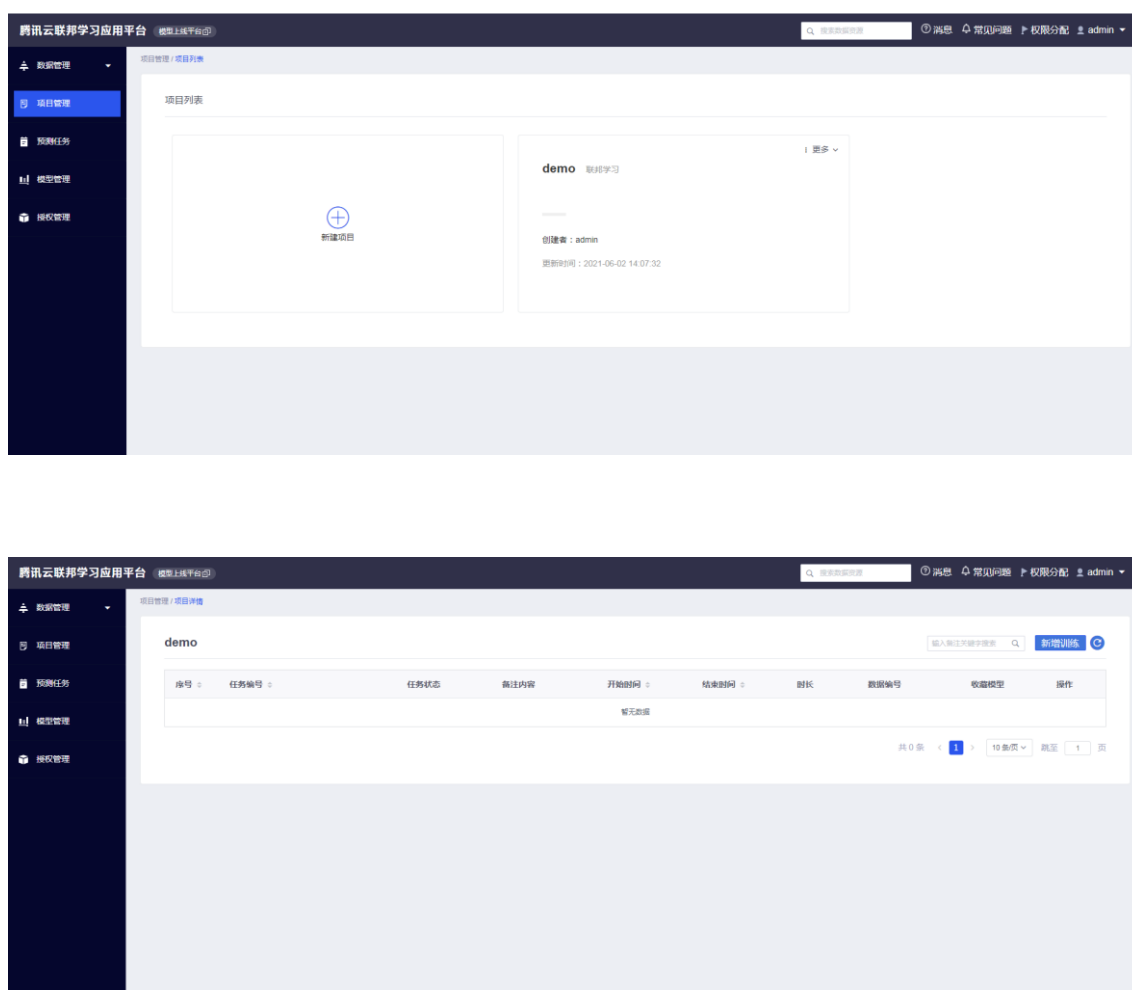 腾讯云联邦学习应用平台 模型上线平台 搜索数据资源 消息 常见问题 权限分配 admin
数据管理
项目管理
预测任务
模型管理
授权管理
项目管理 / 项目列表
项目列表
新建项目
更多
demo 联邦学习
创建者：admin
更新时间：2021-06-02 14:07:32
腾讯云联邦学习应用平台 模型上线平台 搜索数据资源 消息 常见问题 权限分配 admin
数据管理
项目管理
预测任务
模型管理
授权管理
项目管理 / 项目详情
demo 输入备注关键字搜索 新增训练
序号 任务编号 任务状态 备注内容 开始时间 结束时间 时长 数据编号 收藏模型 操作
暂无数据
共 0 条 < 1 > 10 条/页 跳至 1 页